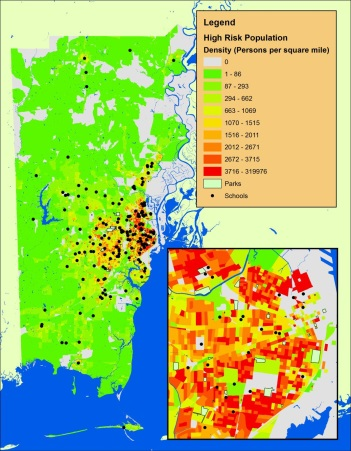 Legend
High Risk Population
Density (Persons per square mile)
0
1 - 86
87 - 293
294 - 662
663 - 1069
1070 - 1515
1516 - 2011
2012 - 2671
2672 - 3715
3716 - 319976
Parks
Schools